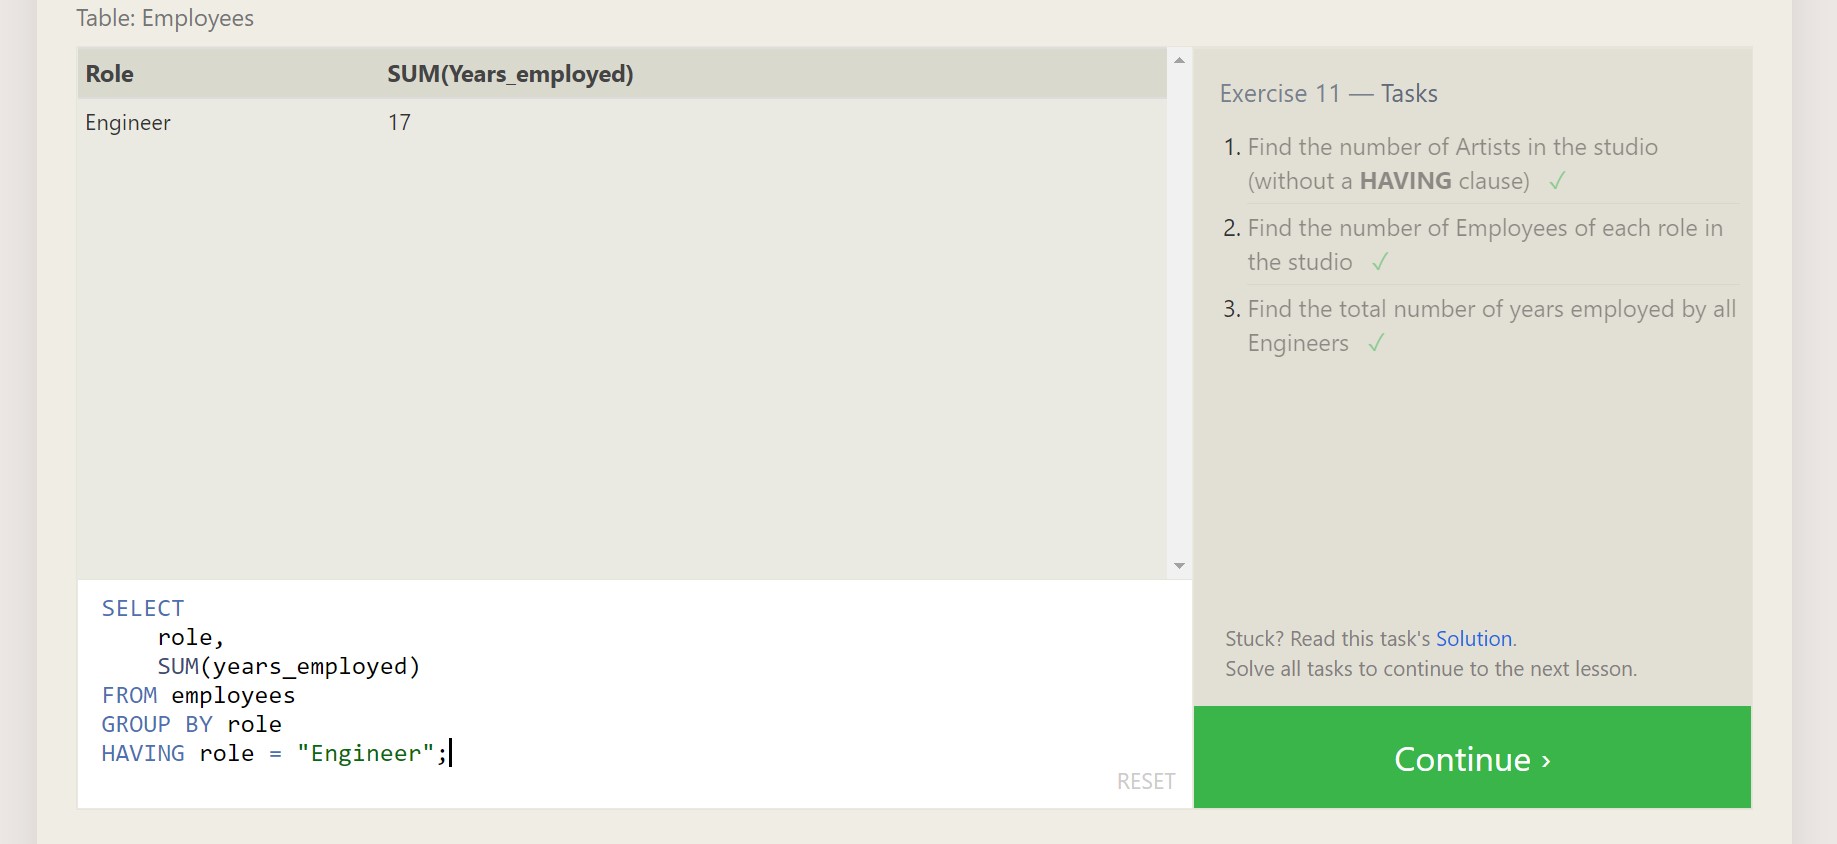 Table: Employees
Role SUM(Years_employed)
Engineer 17
SELECT
    role,
    SUM(years_employed)
FROM employees
GROUP BY role
HAVING role = "Engineer";
RESET
Exercise 11 — Tasks
1. Find the number of Artists in the studio
(without a HAVING clause) ✓
2. Find the number of Employees of each role in
the studio ✓
3. Find the total number of years employed by all
Engineers ✓
Stuck? Read this task's Solution.
Solve all tasks to continue to the next lesson.
Continue ›